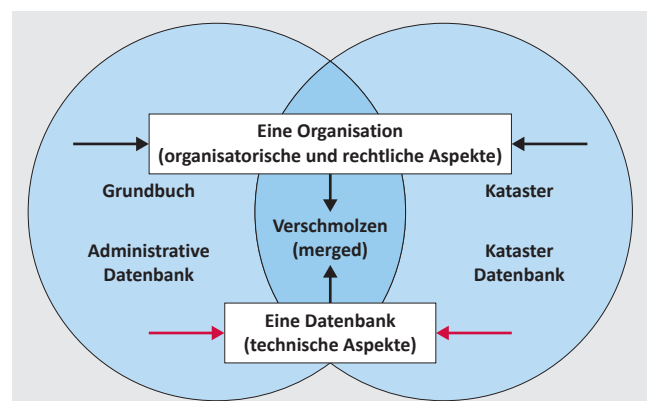 Eine Organisation
(organisatorische und rechtliche Aspekte)
Grundbuch
Kataster
Verschmolzen
(merged)
Administrative
Datenbank
Kataster
Datenbank
Eine Datenbank
(technische Aspekte)